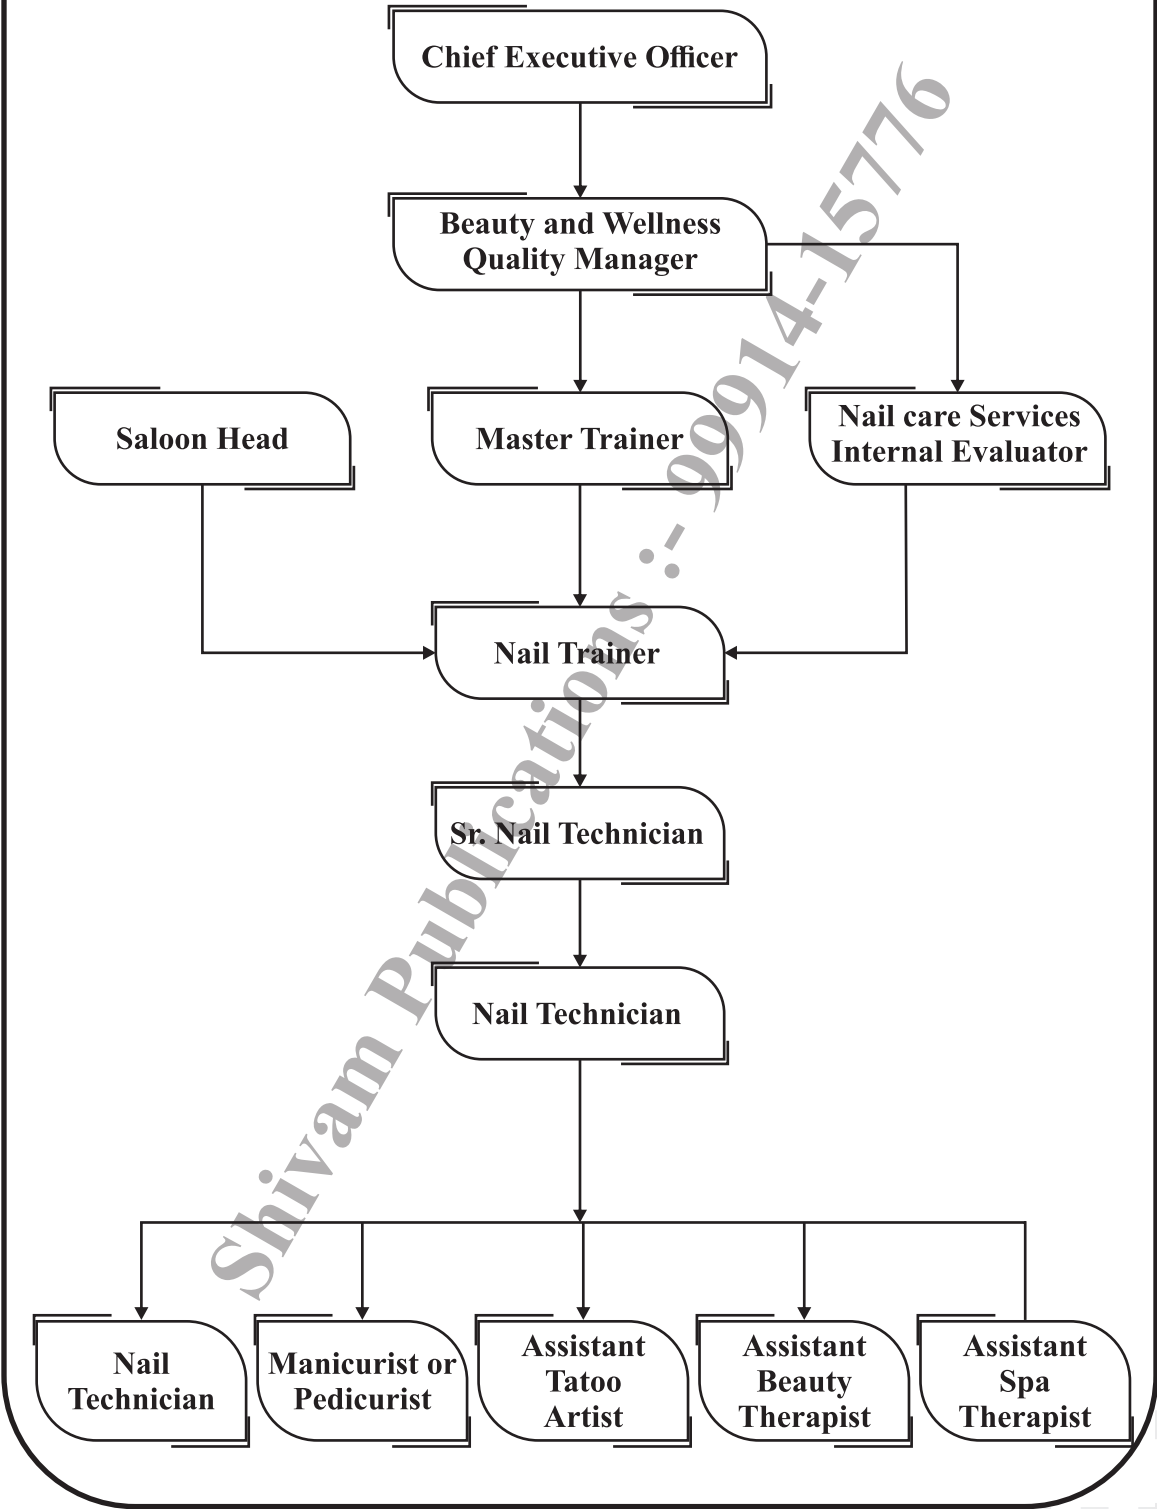 Chief Executive Officer
Beauty and Wellness
Quality Manager
Saloon Head
Master Trainer
Nail care Services
Internal Evaluator
Nail Trainer
Sr. Nail Technician
Nail Technician
Nail
Technician
Manicurist or
Pedicurist
Assistant
Tatoo
Artist
Assistant
Beauty
Therapist
Assistant
Spa
Therapist
Shivam Publications :- 99914-15776